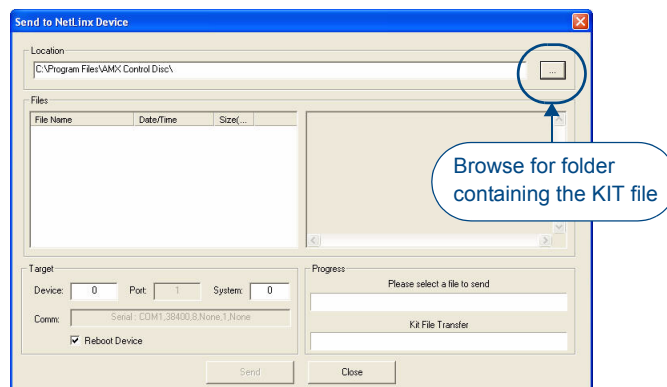 Send to NetLinx Device
Location
C:\Program Files\AMX Control Disc\
...
Files
File Name Date/Time Size(...
Browse for folder
containing the KIT file
Target
Device: 0 Port: 1 System: 0
Comm: Serial : COM1,38400,8,None,1,None
Reboot Device
Progress
Please select a file to send
Kit File Transfer
Send Close